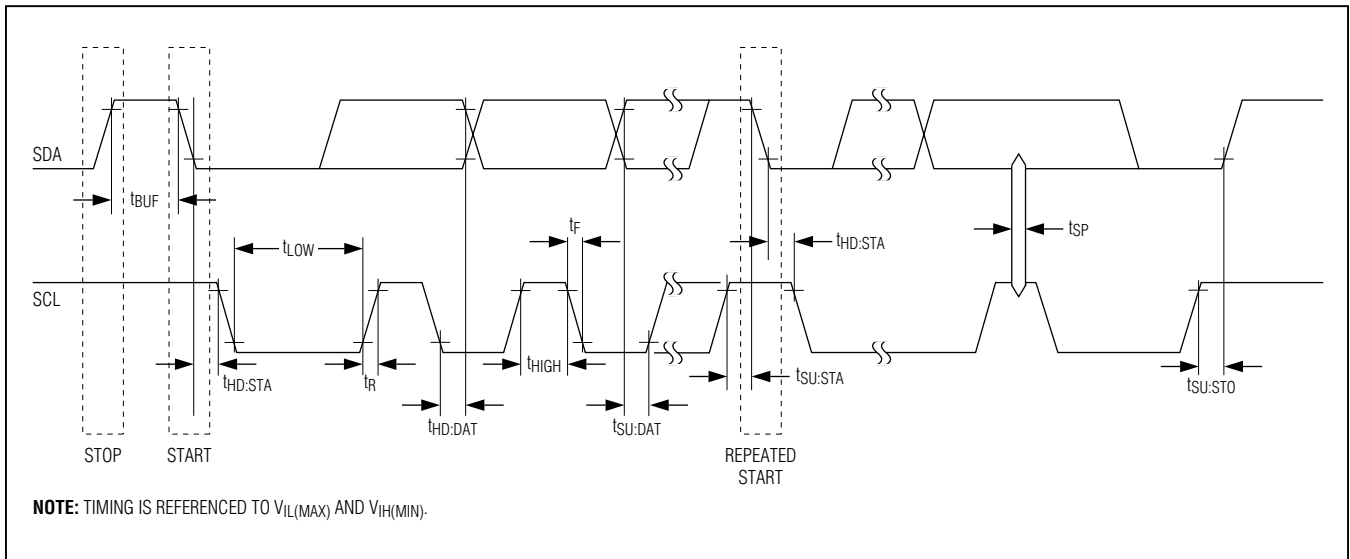 SDA
tBUF
tLOW
tF
tHD:STA
tSP
SCL
tHD:STA
tR
tHIGH
tSU:STA
tSU:STO
tHD:DAT
tSU:DAT
STOP
START
REPEATED
START
NOTE: TIMING IS REFERENCED TO VIL(MAX) AND VIH(MIN).